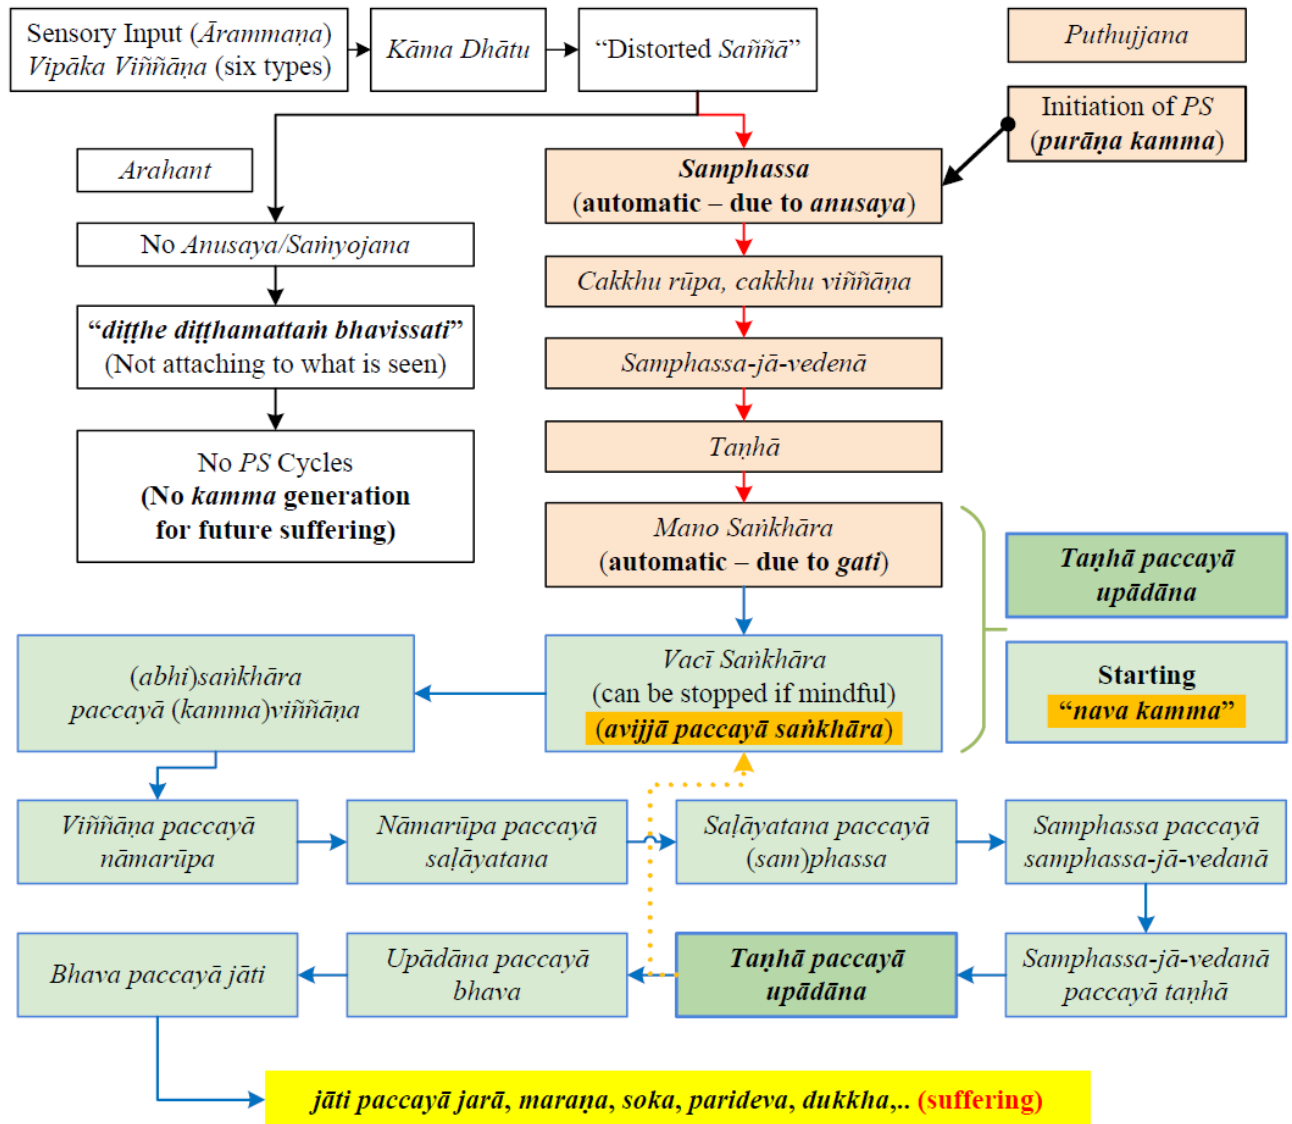 Sensory Input (Ārammaṇa)
Vipāka Viññāṇa (six types)
Kāma Dhātu
“Distorted Saññā”
Puthujjana
Initiation of PS
(purāṇa kamma)
Arahant
Samphassa
(automatic – due to anusaya)
No Anusaya/Saṁyojana
Cakkhu rūpa, cakkhu viññāṇa
“diṭṭhe diṭṭhamattaṁ bhavissati”
(Not attaching to what is seen)
Samphassa-jā-vedenā
No PS Cycles
(No kamma generation
for future suffering)
Taṇhā
Mano Saṅkhāra
(automatic – due to gati)
Taṇhā paccayā
upādāna
Vacī Saṅkhāra
(can be stopped if mindful)
(avijjā paccayā saṅkhāra)
Starting
“nava kamma”
(abhi)saṅkhāra
paccayā (kamma)viññāṇa
Viññāṇa paccayā
nāmarūpa
Nāmarūpa paccayā
saḷāyatana
Saḷāyatana paccayā
(sam)phassa
Samphassa paccayā
samphassa-jā-vedanā
Samphassa-jā-vedanā
paccayā taṇhā
Taṇhā paccayā
upādāna
Upādāna paccayā
bhava
Bhava paccayā jāti
jāti paccayā jarā, maraṇa, soka, parideva, dukkha,.. (suffering)